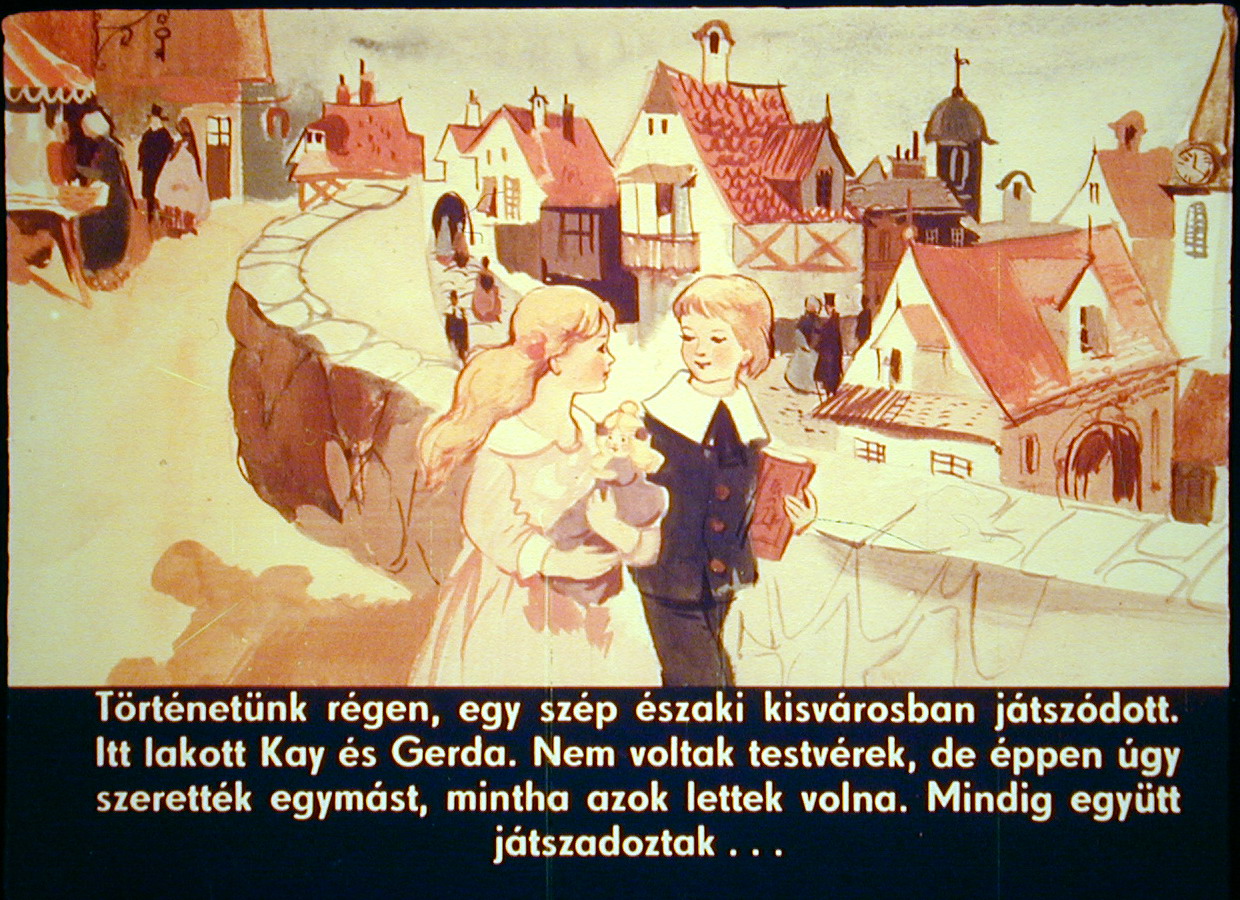 Történetünk régen, egy szép északi kisvárosban játszódott.
Itt lakott Kay és Gerda. Nem voltak testvérek, de éppen úgy
szerették egymást, mintha azok lettek volna. Mindig együtt
játszadoztak . . .